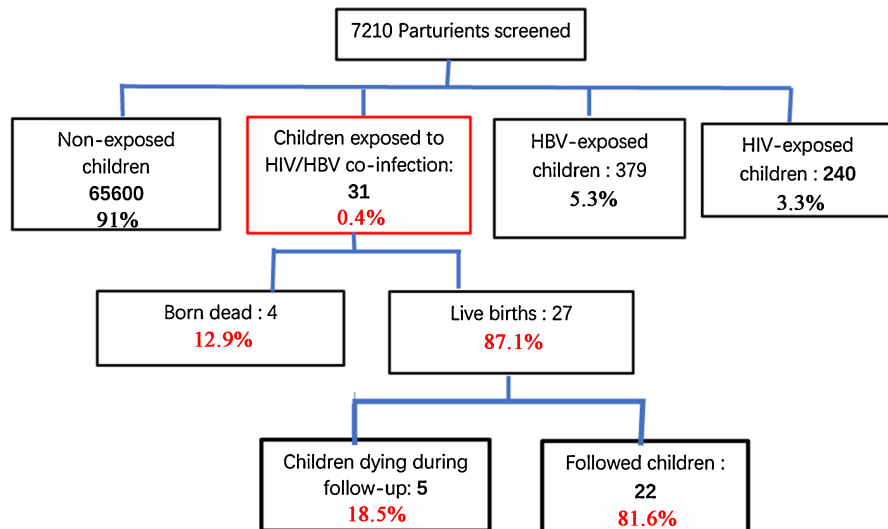 7210 Parturients screened
Non-exposed
children
65600
91%
Children exposed to
HIV/HBV co-infection:
31
0.4%
HBV-exposed
children : 379
5.3%
HIV-exposed
children : 240
3.3%
Born dead : 4
12.9%
Live births : 27
87.1%
Children dying during
follow-up: 5
18.5%
Followed children :
22
81.6%